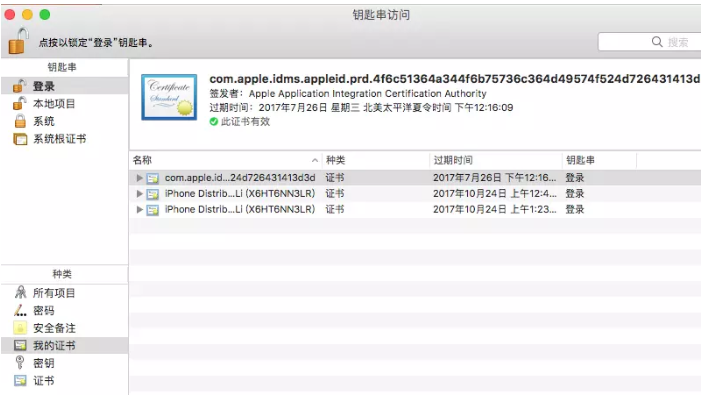 钥匙串访问
点按以锁定“登录”钥匙串。
搜索
钥匙串
登录
本地项目
系统
系统根证书
com.apple.idms.appleid.prd.4f6c51364a344f6b75736c364d49574f524d726431413d
签发者：Apple Application Integration Certification Authority
过期时间：2017年7月26日 星期三 北美太平洋夏令时间 下午12:16:09
此证书有效
名称 种类 过期时间 钥匙串
com.apple.id...24d726431413d3d 证书 2017年7月26日 下午12:16... 登录
iPhone Distrib...Li (X6HT6NN3LR) 证书 2017年10月24日 上午12:4... 登录
iPhone Distrib...Li (X6HT6NN3LR) 证书 2017年10月24日 上午1:23... 登录
种类
所有项目
密码
安全备注
我的证书
密钥
证书